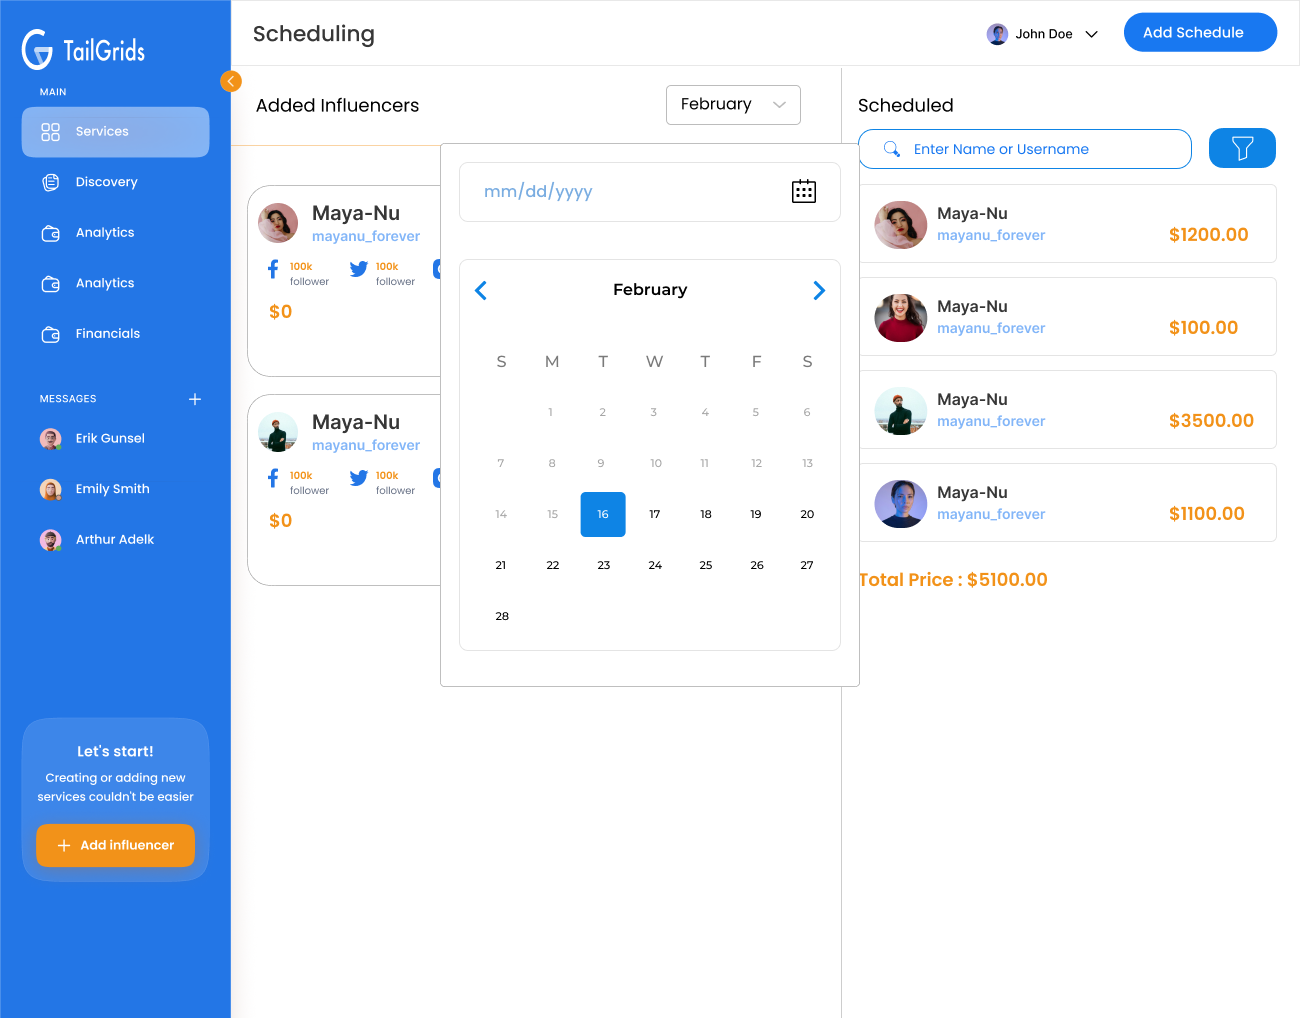 TailGrids
MAIN
Services
Discovery
Analytics
Analytics
Financials
MESSAGES
Erik Gunsel
Emily Smith
Arthur Adelk
Let's start!
Creating or adding new
services couldn't be easier
Add influencer
Scheduling
John Doe
Add Schedule
Added Influencers
February
Maya-Nu
mayanu_forever
100k
follower
100k
follower
$0
Maya-Nu
mayanu_forever
100k
follower
100k
follower
$0
mm/dd/yyyy
February
S M T W T F S
1 2 3 4 5 6
7 8 9 10 11 12 13
14 15 16 17 18 19 20
21 22 23 24 25 26 27
28
Scheduled
Enter Name or Username
Maya-Nu
mayanu_forever
$1200.00
Maya-Nu
mayanu_forever
$100.00
Maya-Nu
mayanu_forever
$3500.00
Maya-Nu
mayanu_forever
$1100.00
Total Price : $5100.00